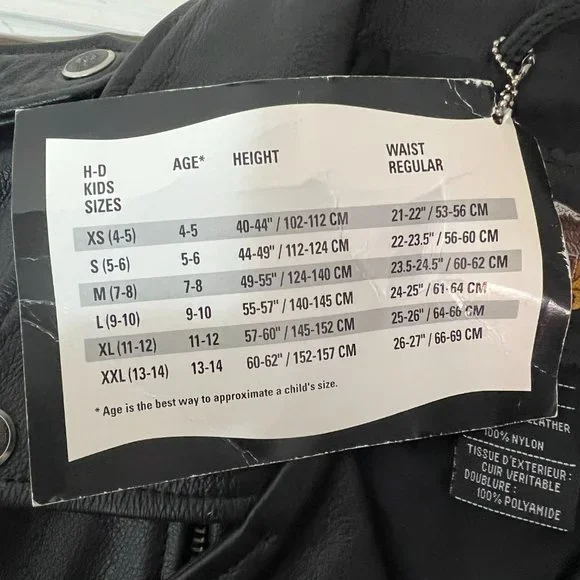 H-D KIDS SIZES AGE* HEIGHT WAIST REGULAR
XS (4-5) 4-5 40-44" / 102-112 CM 21-22" / 53-56 CM
S (5-6) 5-6 44-49" / 112-124 CM 22-23.5" / 56-60 CM
M (7-8) 7-8 49-55" / 124-140 CM 23.5-24.5" / 60-62 CM
L (9-10) 9-10 55-57" / 140-145 CM 24-25" / 61-64 CM
XL (11-12) 11-12 57-60" / 145-152 CM 25-26" / 64-66 CM
XXL (13-14) 13-14 60-62" / 152-157 CM 26-27" / 66-69 CM
* Age is the best way to approximate a child's size.
LEATHER
100% NYLON
TISSUE D'EXTERIEUR :
CUIR VERITABLE
DOUBLURE :
100% POLYAMIDE